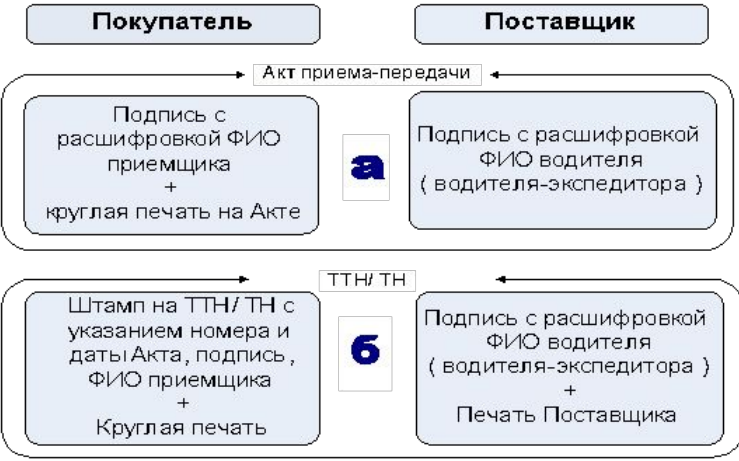 Покупатель
Поставщик
Акт приема-передачи
Подпись с
расшифровкой ФИО
приемщика
+
круглая печать на Акте
а
Подпись с расшифровкой
ФИО водителя
( водителя-экспедитора )
ТТН/ ТН
Штамп на ТТН/ ТН с
указанием номера и
даты Акта, подпись,
ФИО приемщика
+
Круглая печать
б
Подпись с расшифровкой
ФИО водителя
( водителя-экспедитора )
+
Печать Поставщика